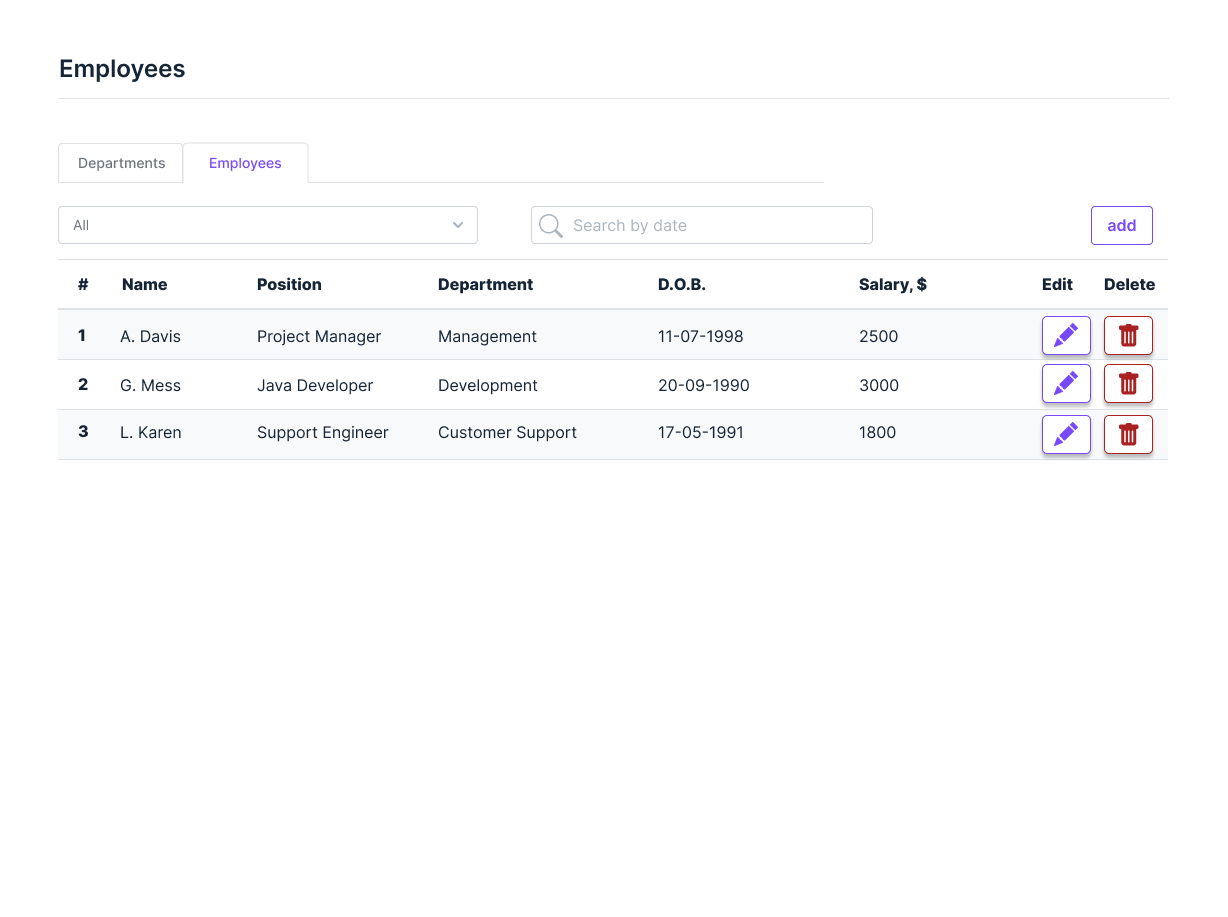 Employees
Departments Employees
All Search by date add
# Name Position Department D.O.B. Salary, $ Edit Delete
1 A. Davis Project Manager Management 11-07-1998 2500
2 G. Mess Java Developer Development 20-09-1990 3000
3 L. Karen Support Engineer Customer Support 17-05-1991 1800